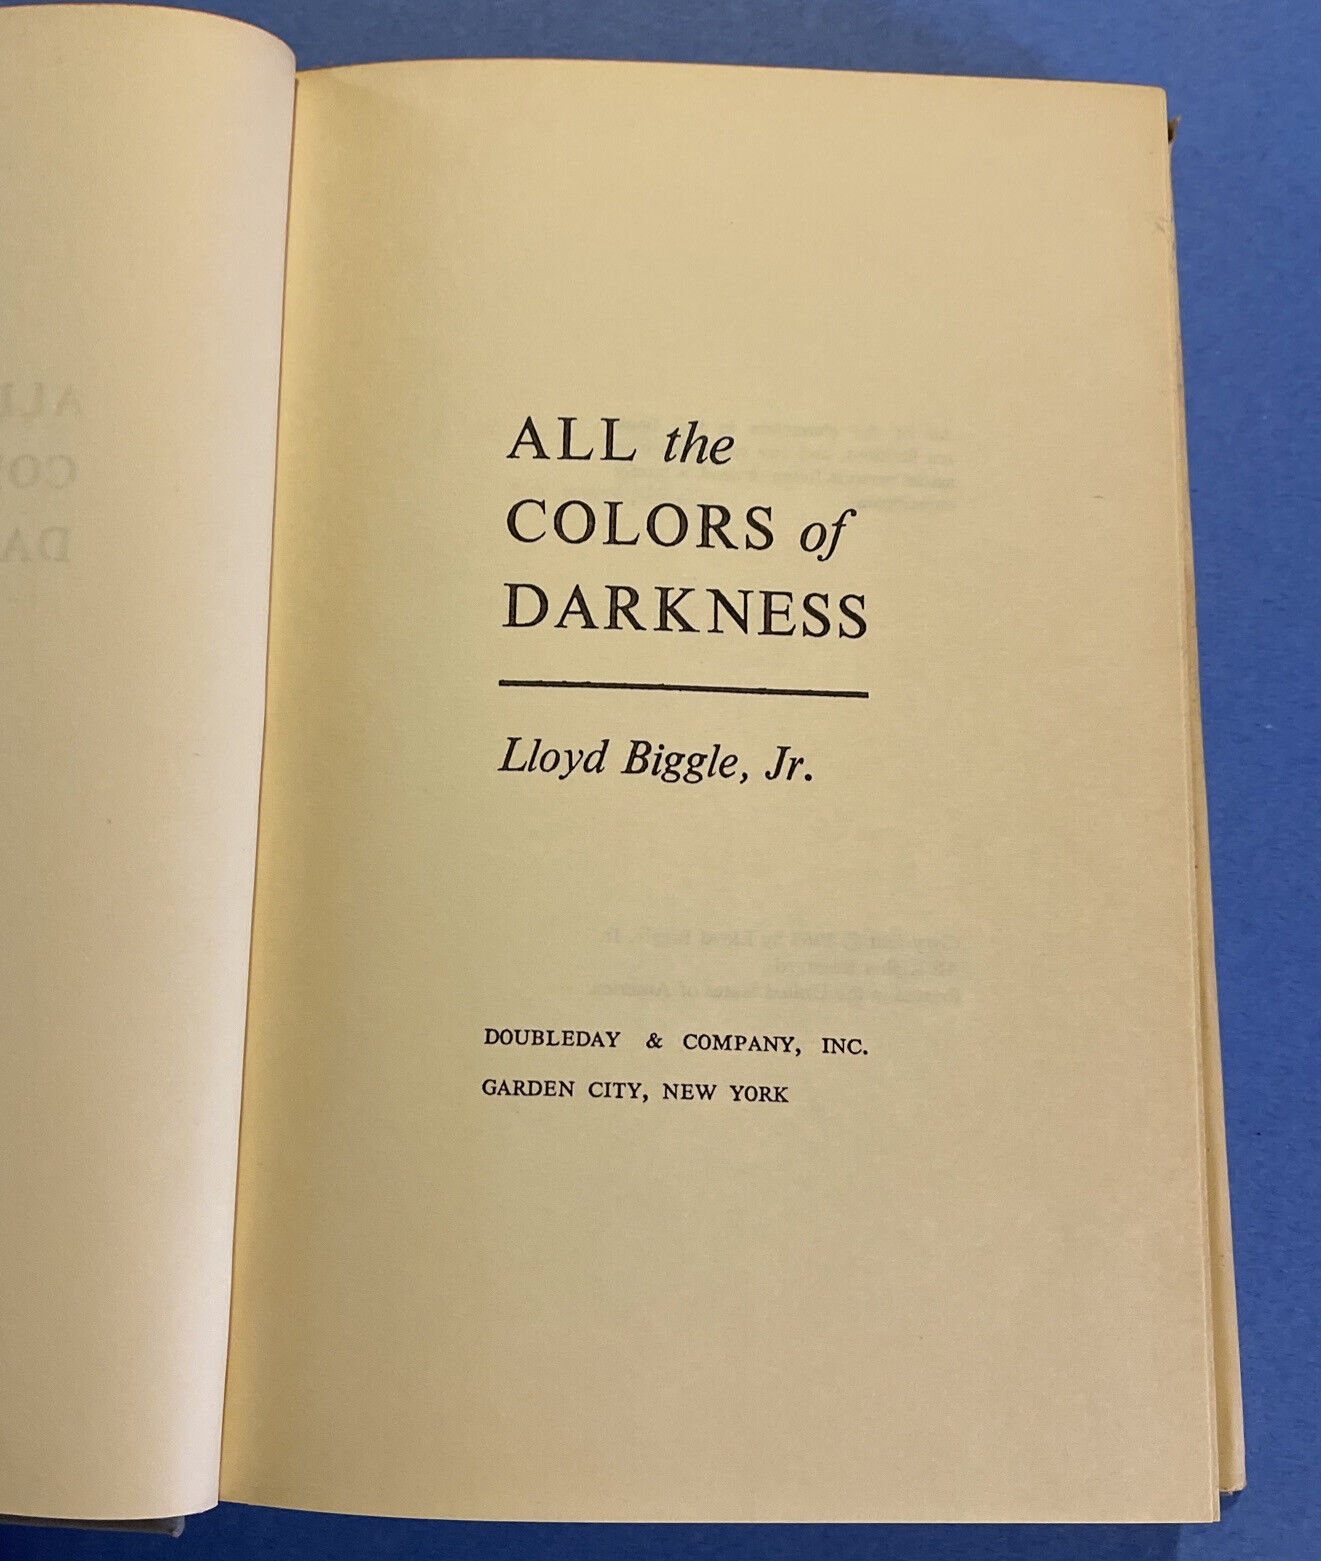 ALL the
COLORS of
DARKNESS
Lloyd Biggle, Jr.
DOUBLEDAY & COMPANY, INC.
GARDEN CITY, NEW YORK